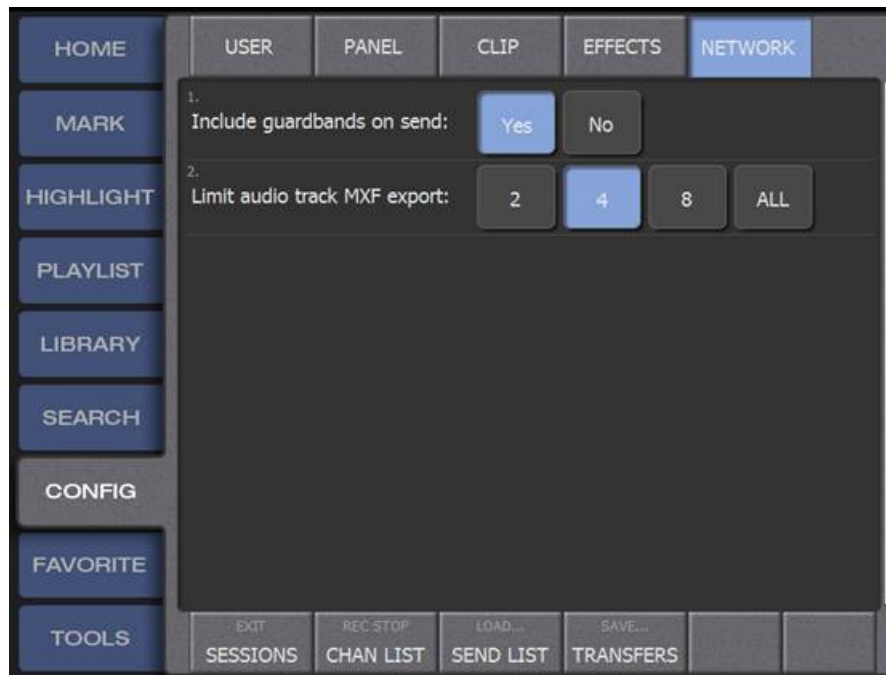 HOME
USER
PANEL
CLIP
EFFECTS
NETWORK
MARK
1.
Include guardbands on send:
Yes
No
HIGHLIGHT
2.
Limit audio track MXF export:
2
4
8
ALL
PLAYLIST
LIBRARY
SEARCH
CONFIG
FAVORITE
TOOLS
EXIT
SESSIONS
REC STOP
CHAN LIST
LOAD...
SEND LIST
SAVE...
TRANSFERS